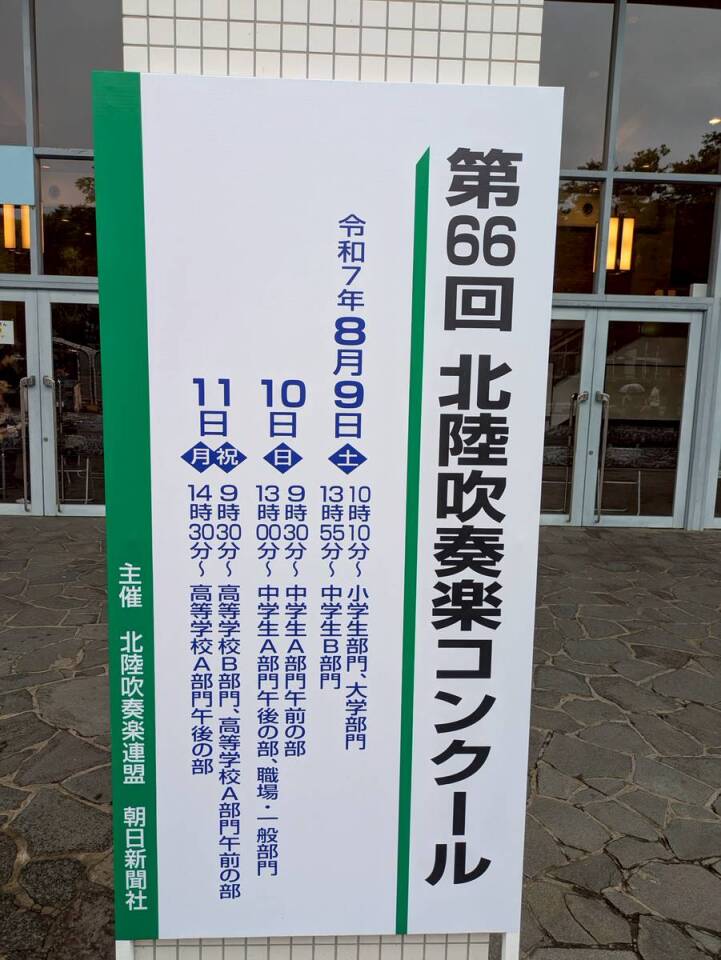 第66回 北陸吹奏楽コンクール
令和7年8月9日(土)
10時10分~ 小学生部門、大学部門
13時55分~ 中学生B部門
10日(日)
9時30分~ 中学生A部門午前の部
13時00分~ 中学生A部門午後の部、職場・一般部門
11日(月祝)
9時30分~ 高等学校B部門、高等学校A部門午前の部
14時30分~ 高等学校A部門午後の部
主催 北陸吹奏楽連盟 朝日新聞社